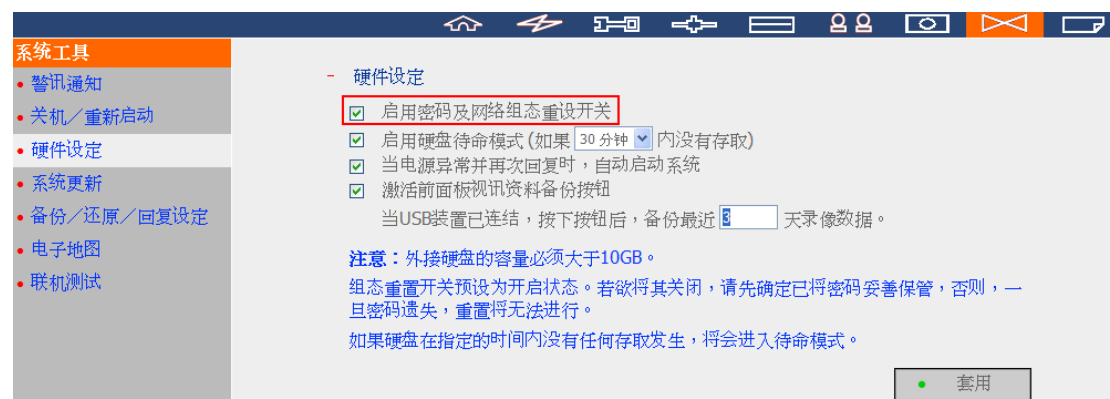 系统工具
警讯通知
关机／重新启动
硬件设定
系统更新
备份／还原／回复设定
电子地图
联机测试
- 硬件设定
启用密码及网络组态重设开关
启用硬盘待命模式 (如果 30 分钟 内没有存取)
当电源异常并再次回复时，自动启动系统
激活前面板视讯资料备份按钮
当USB装置已连结，按下按钮后，备份最近 3 天录像数据。
注意：外接硬盘的容量必须大于10GB。
组态重置开关预设为开启状态。若欲将其关闭，请先确定已将密码妥善保管，否则，一
旦密码遗失，重置将无法进行。
如果硬盘在指定的时间内没有任何存取发生，将会进入待命模式。
套用